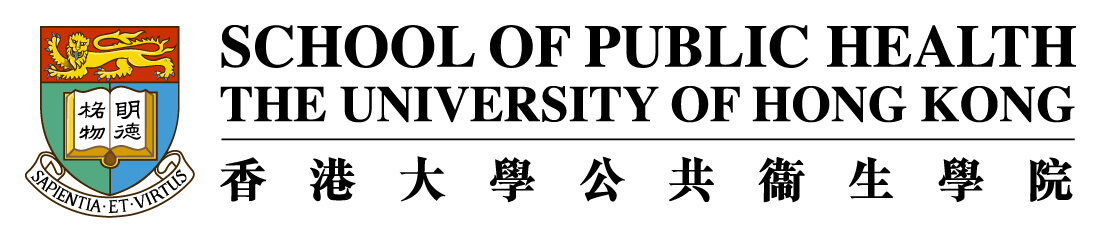 SCHOOL OF PUBLIC HEALTH
THE UNIVERSITY OF HONG KONG
香港大學公共衞生學院
明德
格物
SAPIENTIA·ET·VIRTUS